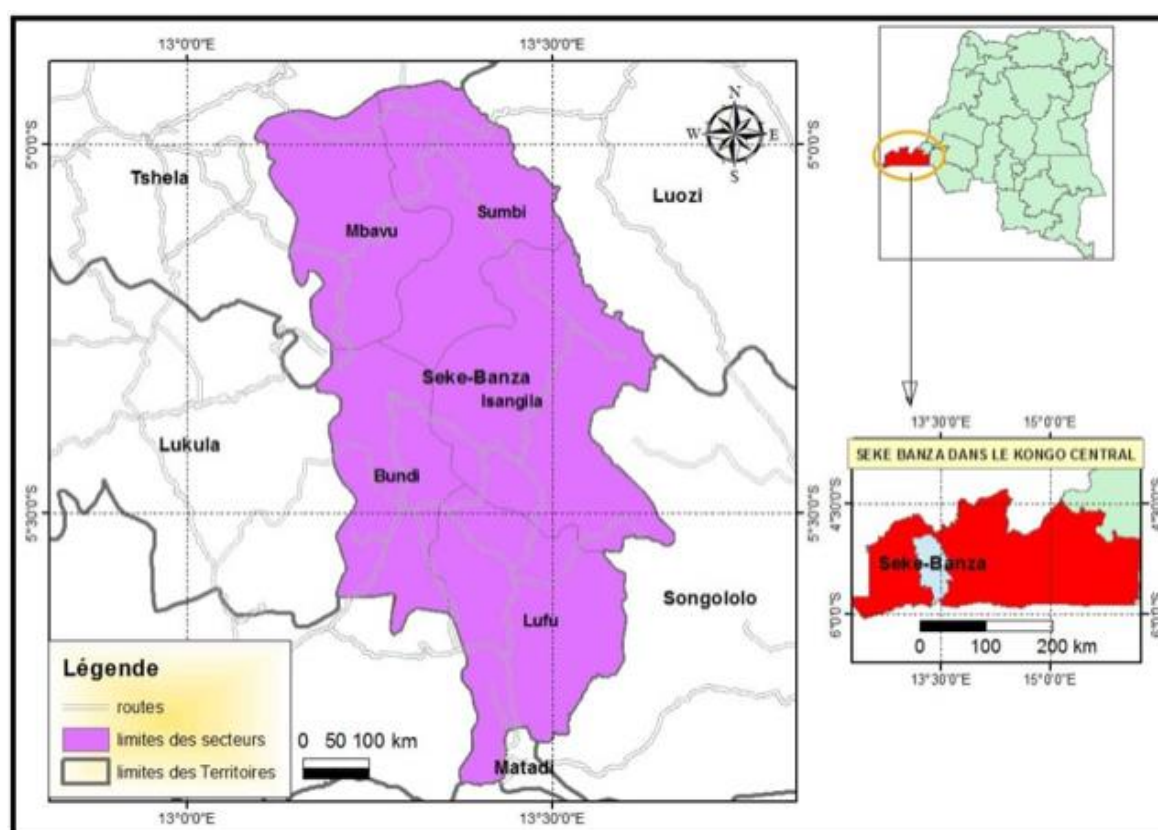 13°0'0"E 13°30'0"E
N
W E
S
5°0'0"S 5°0'0"S
Tshela
Luozi
Mbavu
Sumbi
Seke-Banza
Isangila
Lukula
Bundi
5°30'0"S 5°30'0"S
Songololo
Lufu
Matadi
Légende
routes
limites des secteurs
limites des Territoires
0 50 100 km
13°0'0"E 13°30'0"E
13°30'0"E 15°0'0"E
SEKE BANZA DANS LE KONGO CENTRAL
4°30'0"S 4°30'0"S
Seke-Banza
6°0'0"S 6°0'0"S
0 100 200 km
13°30'0"E 15°0'0"E